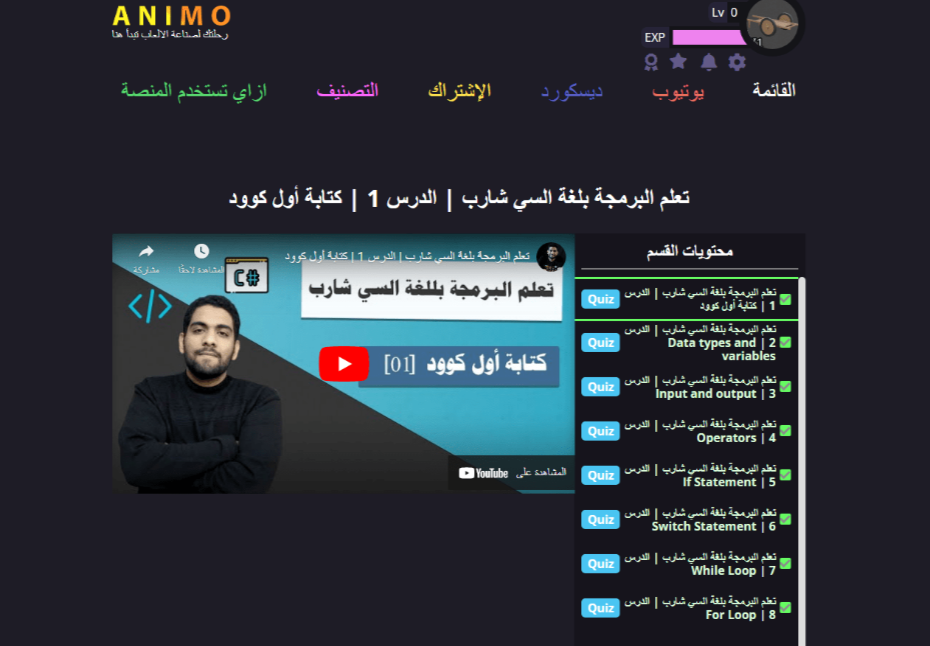 ANIMO
رحلتك لصناعة الالعاب تبدأ هنا
Lv 0
EXP
القائمة
يوتيوب
ديسكورد
الإشتراك
التصنيف
ازاي تستخدم المنصة
تعلم البرمجة بلغة السي شارب | الدرس 1 | كتابة أول كوود
تعلم البرمجة بلغة السي شارب | الدرس 1 | كتابة أول كوود
المشاهدة لاحقًا
مشاركة
C#
</>
تعلم البرمجة بللغة السي شارب
كتابة أول كوود [01]
المشاهدة على YouTube
محتويات القسم
تعلم البرمجة بلغة السي شارب | الدرس
1 | كتابة أول كوود
Quiz
تعلم البرمجة بلغة السي شارب | الدرس
2 | Data types and
variables
Quiz
تعلم البرمجة بلغة السي شارب | الدرس
3 | Input and output
Quiz
تعلم البرمجة بلغة السي شارب | الدرس
4 | Operators
Quiz
تعلم البرمجة بلغة السي شارب | الدرس
5 | If Statement
Quiz
تعلم البرمجة بلغة السي شارب | الدرس
6 | Switch Statement
Quiz
تعلم البرمجة بلغة السي شارب | الدرس
7 | While Loop
Quiz
تعلم البرمجة بلغة السي شارب | الدرس
8 | For Loop
Quiz